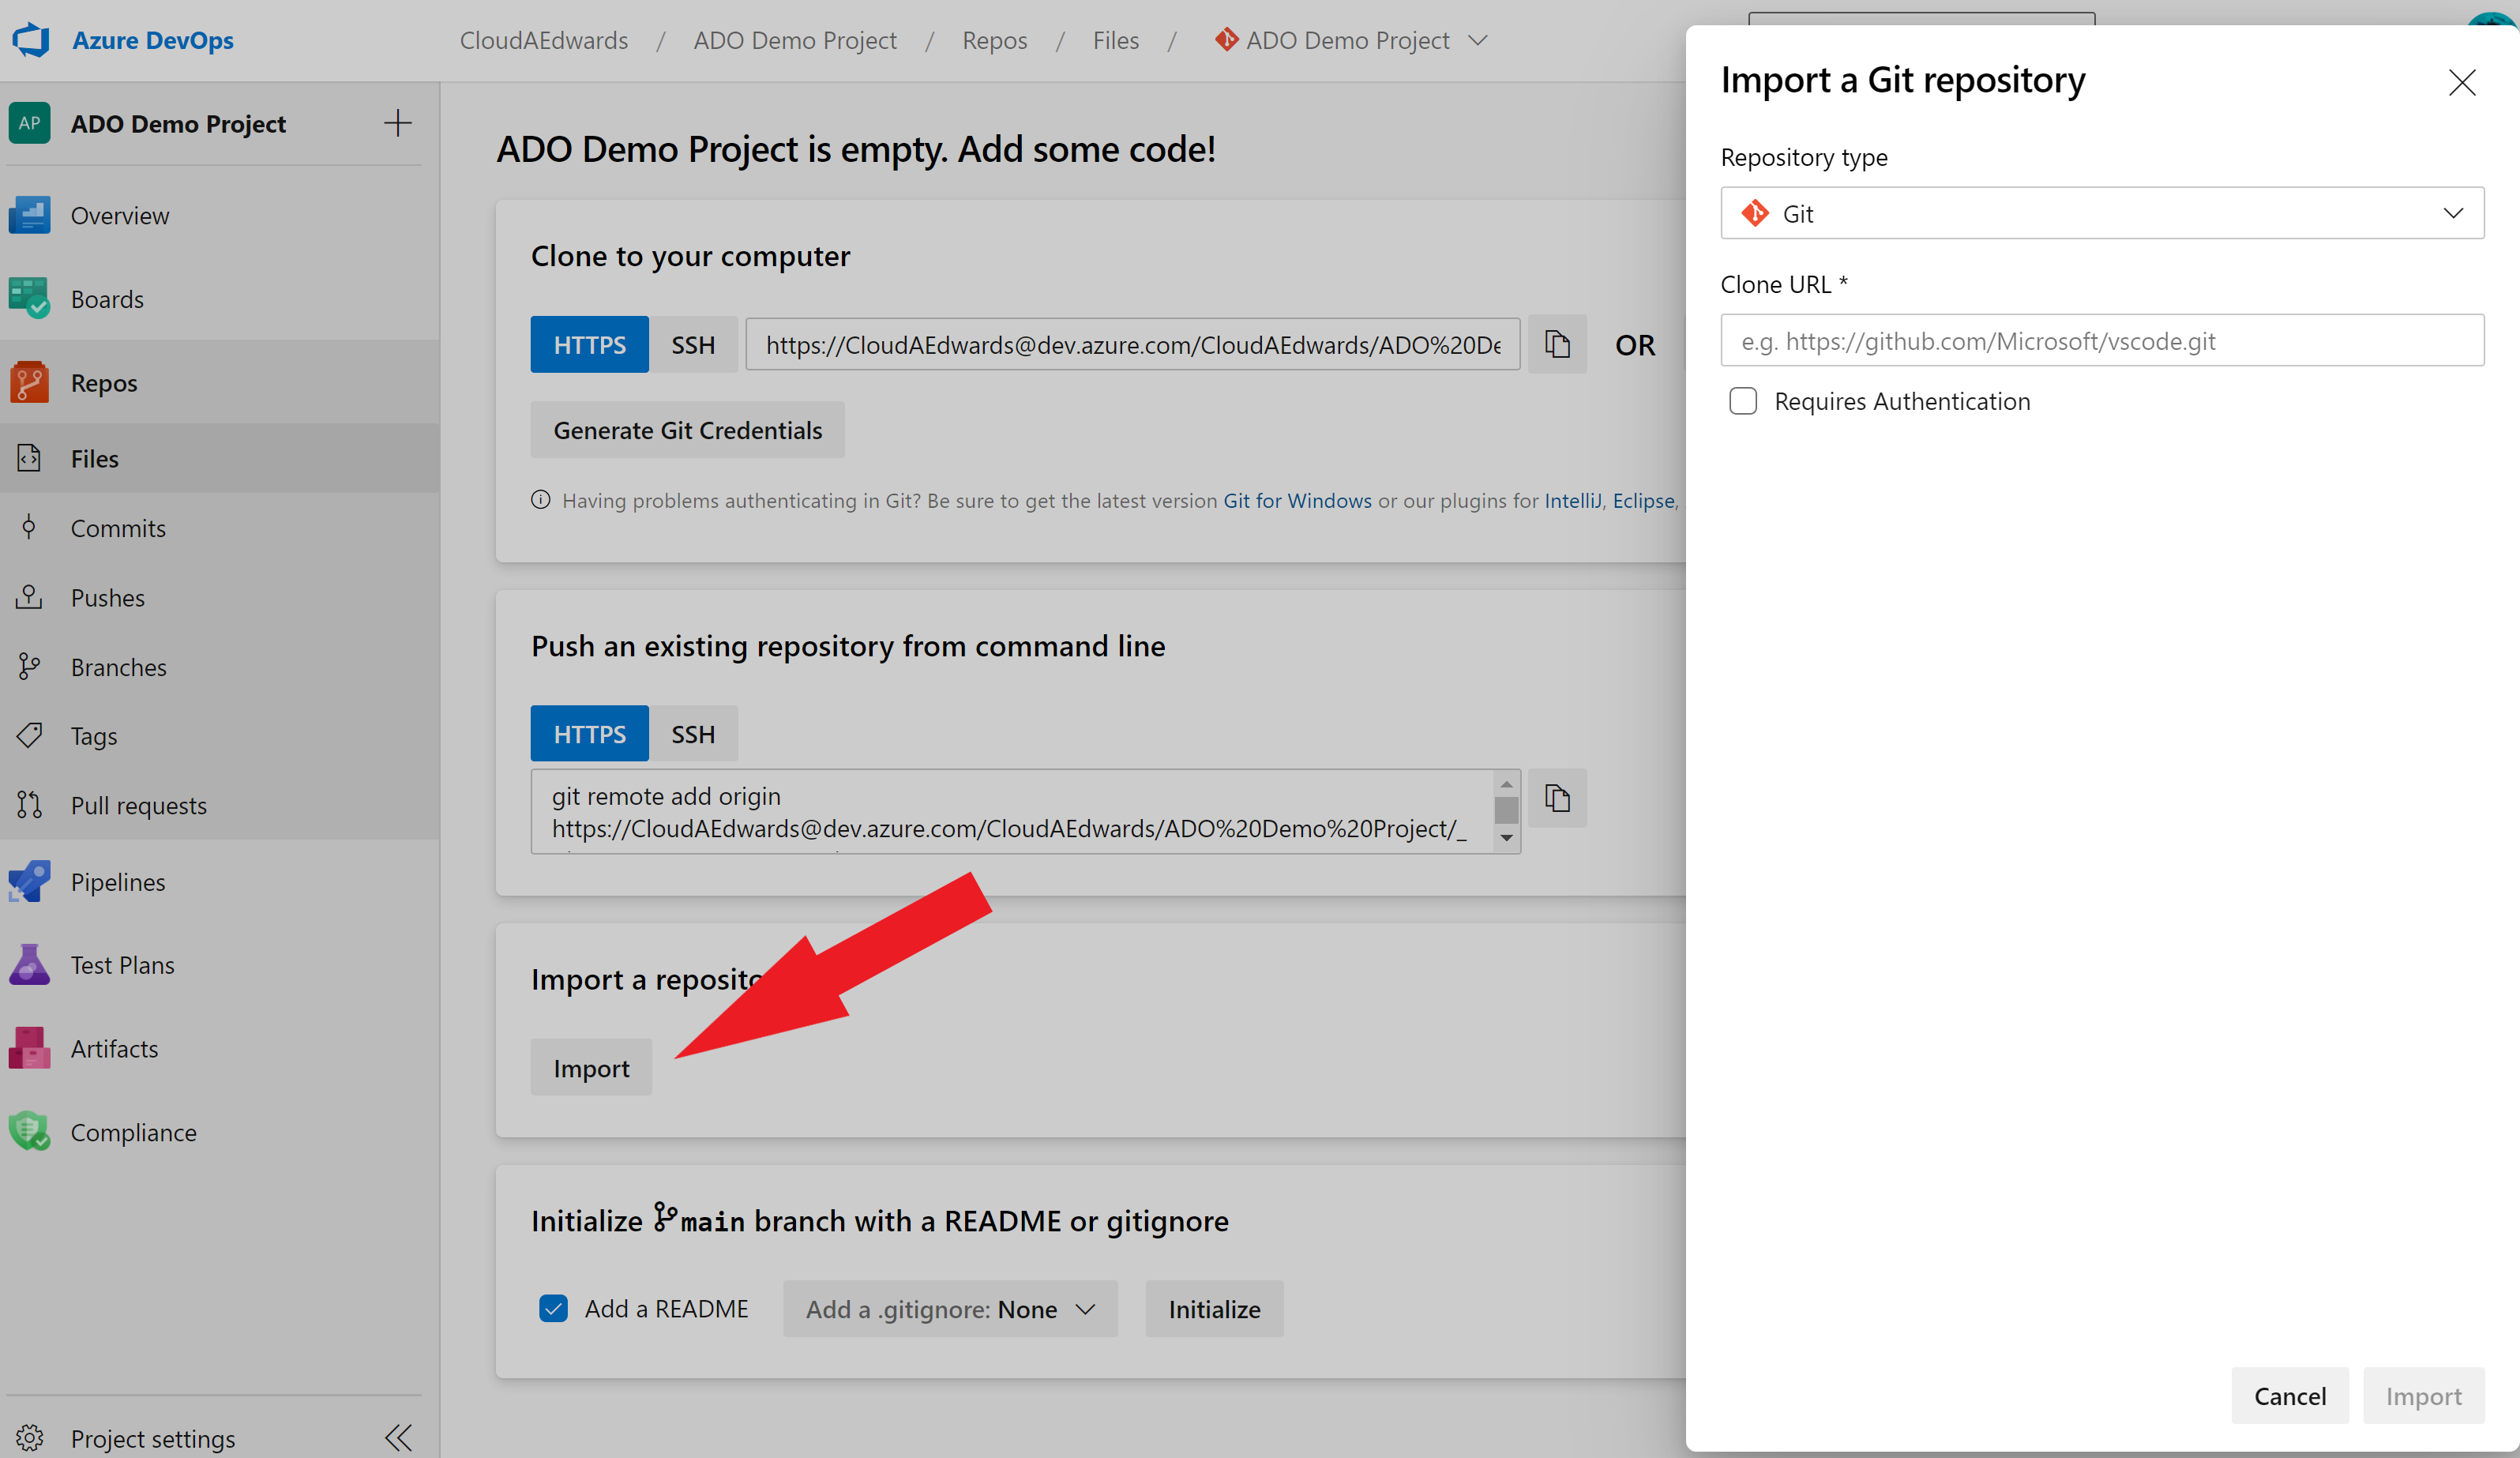 Azure DevOps
CloudAEdwards / ADO Demo Project / Repos / Files / ADO Demo Project
AP ADO Demo Project
Overview
Boards
Repos
Files
Commits
Pushes
Branches
Tags
Pull requests
Pipelines
Test Plans
Artifacts
Compliance
Project settings
ADO Demo Project is empty. Add some code!
Clone to your computer
HTTPS SSH https://CloudAEdwards@dev.azure.com/CloudAEdwards/ADO%20De OR
Generate Git Credentials
Having problems authenticating in Git? Be sure to get the latest version Git for Windows or our plugins for IntelliJ, Eclipse,
Push an existing repository from command line
HTTPS SSH
git remote add origin
https://CloudAEdwards@dev.azure.com/CloudAEdwards/ADO%20Demo%20Project/_
Import a reposito
Import
Initialize main branch with a README or gitignore
Add a README Add a .gitignore: None Initialize
Import a Git repository
Repository type
Git
Clone URL *
e.g. https://github.com/Microsoft/vscode.git
Requires Authentication
Cancel Import